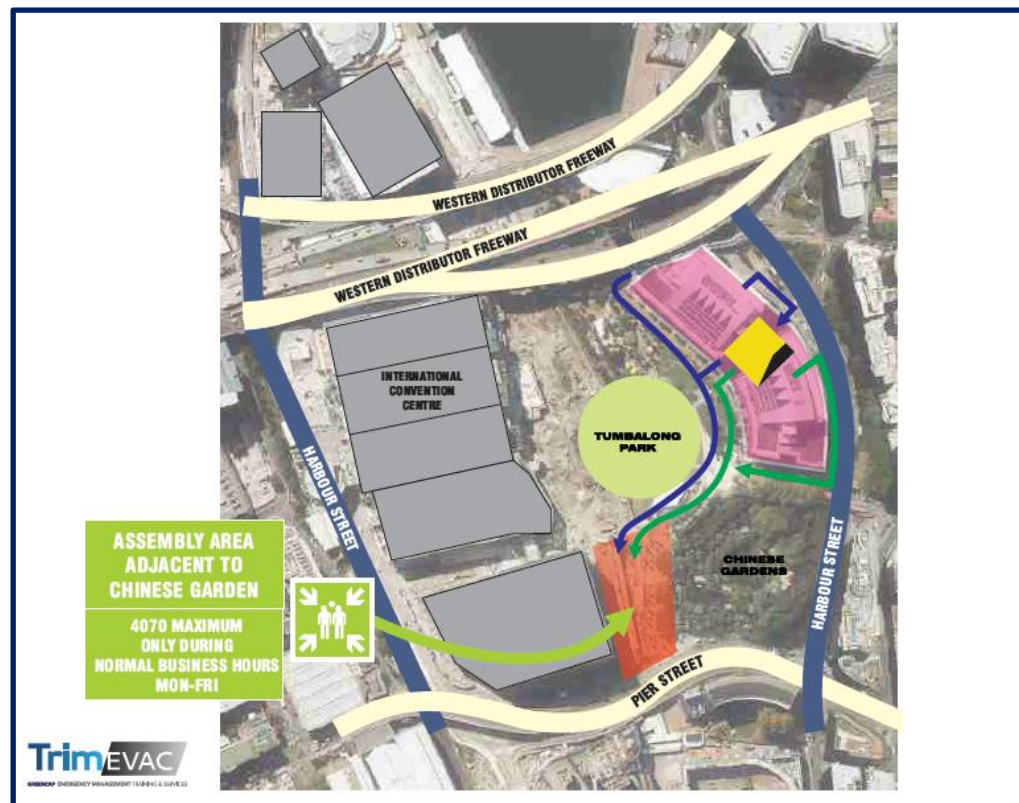 WESTERN DISTRIBUTOR FREEWAY
WESTERN DISTRIBUTOR FREEWAY
INTERNATIONAL
CONVENTION
CENTRE
TUMBALONG
PARK
HARBOUR STREET
HARBOUR STREET
CHINESE
GARDENS
ASSEMBLY AREA
ADJACENT TO
CHINESE GARDEN
4070 MAXIMUM
ONLY DURING
NORMAL BUSINESS HOURS
MON-FRI
PIER STREET
TrimEVAC
GREENCAP EMERGENCY MANAGEMENT TRAINING & SERVICES